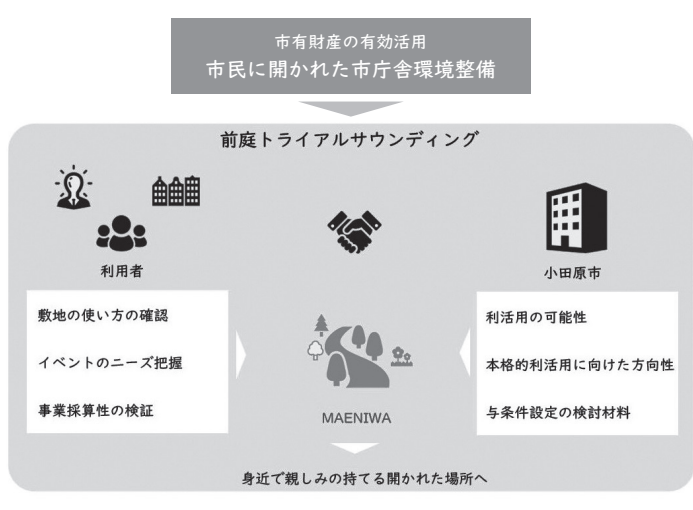 市有財産の有効活用
市民に開かれた市庁舎環境整備
前庭トライアルサウンディング
利用者
敷地の使い方の確認
イベントのニーズ把握
事業採算性の検証
MAENIWA
小田原市
利活用の可能性
本格的利活用に向けた方向性
与条件設定の検討材料
身近で親しみの持てる開かれた場所へ